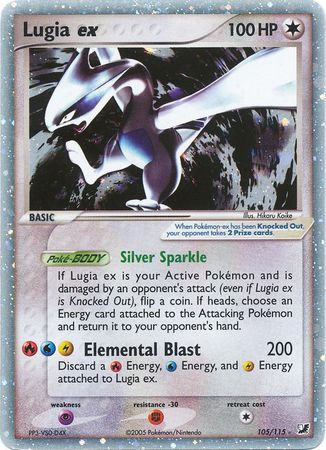 Lugia ex 100 HP
Illus. Hikaru Koike
BASIC
When Pokémon-ex has been Knocked Out,
your opponent takes 2 Prize cards.
Poké-BODY Silver Sparkle
If Lugia ex is your Active Pokémon and is
damaged by an opponent's attack (even if Lugia ex
is Knocked Out), flip a coin. If heads, choose an
Energy card attached to the Attacking Pokémon
and return it to your opponent's hand.
Elemental Blast 200
Discard a Energy, Energy, and Energy
attached to Lugia ex.
weakness resistance -30 retreat cost
PP3-V50-D4X ©2005 Pokémon/Nintendo 105/115